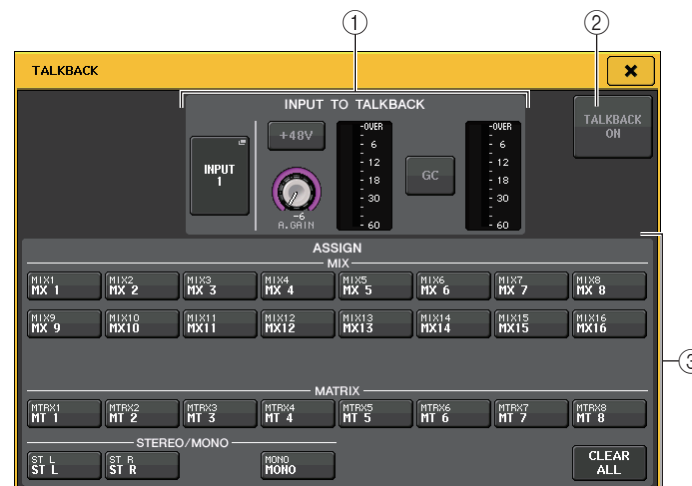 ① ②
TALKBACK ×
INPUT TO TALKBACK
TALKBACK
ON
INPUT
1
+48V
-6
A.GAIN
-OVER
- 6
- 12
- 18
- 30
- 60
GC
-OVER
- 6
- 12
- 18
- 30
- 60
③
ASSIGN
MIX
MIX1 MIX2 MIX3 MIX4 MIX5 MIX6 MIX7 MIX8
MX 1 MX 2 MX 3 MX 4 MX 5 MX 6 MX 7 MX 8
MIX9 MIX10 MIX11 MIX12 MIX13 MIX14 MIX15 MIX16
MX 9 MX10 MX11 MX12 MX13 MX14 MX15 MX16
MATRIX
MTRX1 MTRX2 MTRX3 MTRX4 MTRX5 MTRX6 MTRX7 MTRX8
MT 1 MT 2 MT 3 MT 4 MT 5 MT 6 MT 7 MT 8
STEREO/MONO
ST L ST R MONO
ST L ST R MONO
CLEAR
ALL